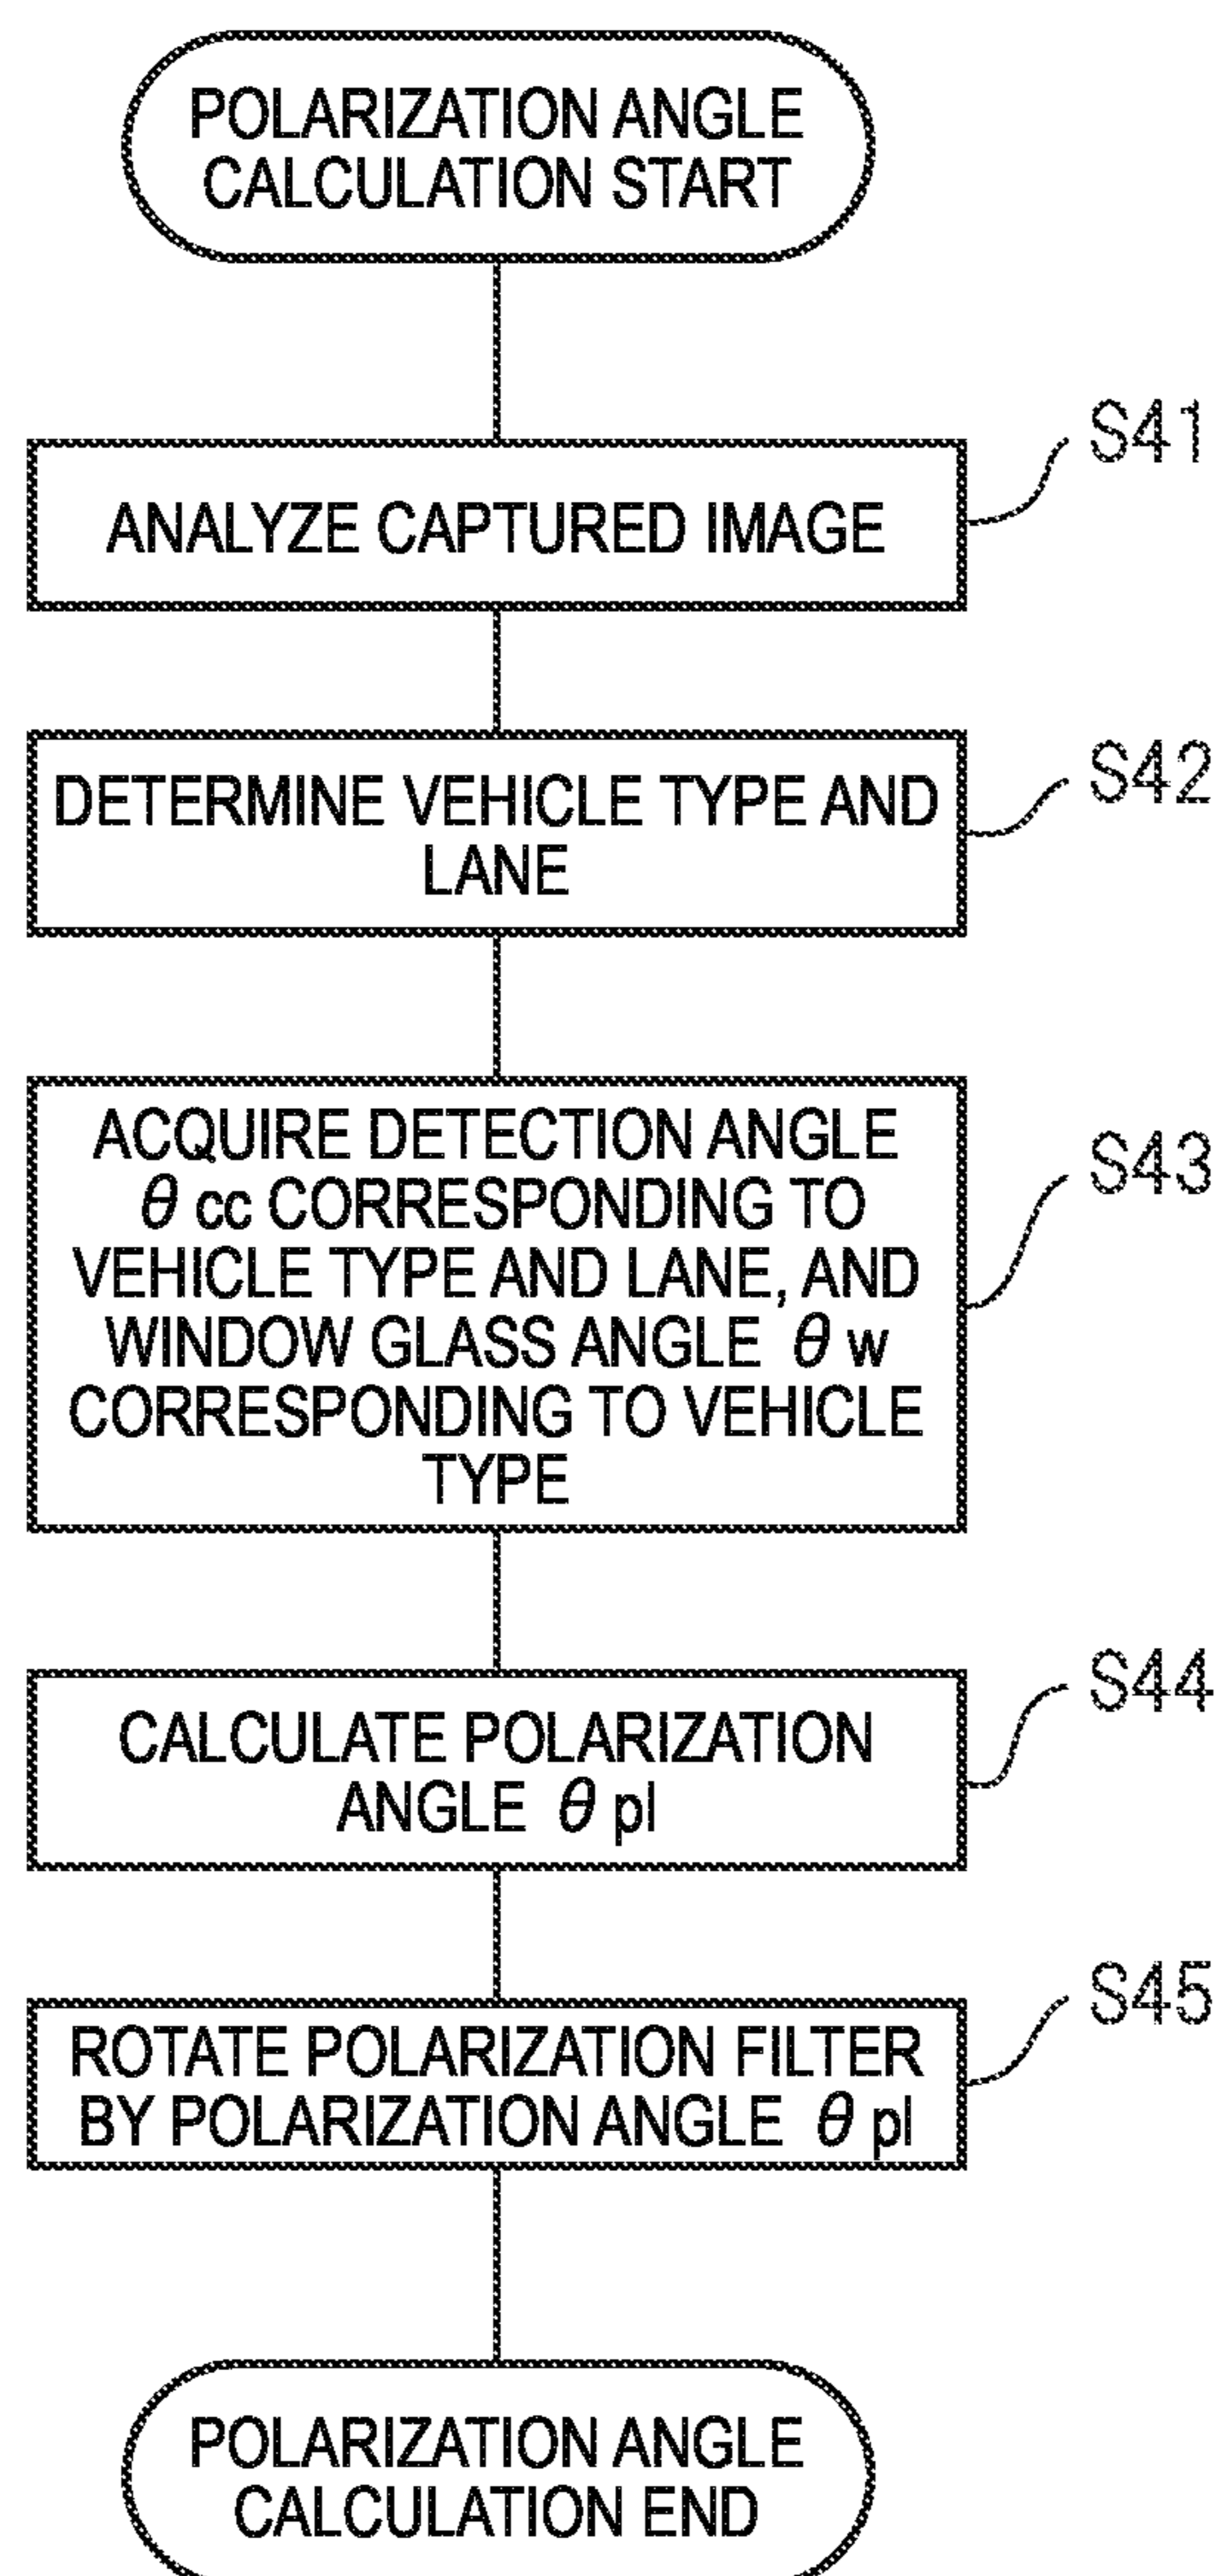 POLARIZATION ANGLE
CALCULATION START
S41
ANALYZE CAPTURED IMAGE
S42
DETERMINE VEHICLE TYPE AND
LANE
S43
ACQUIRE DETECTION ANGLE
θ cc CORRESPONDING TO
VEHICLE TYPE AND LANE, AND
WINDOW GLASS ANGLE θ w
CORRESPONDING TO VEHICLE
TYPE
S44
CALCULATE POLARIZATION
ANGLE θ pl
S45
ROTATE POLARIZATION FILTER
BY POLARIZATION ANGLE θ pl
POLARIZATION ANGLE
CALCULATION END